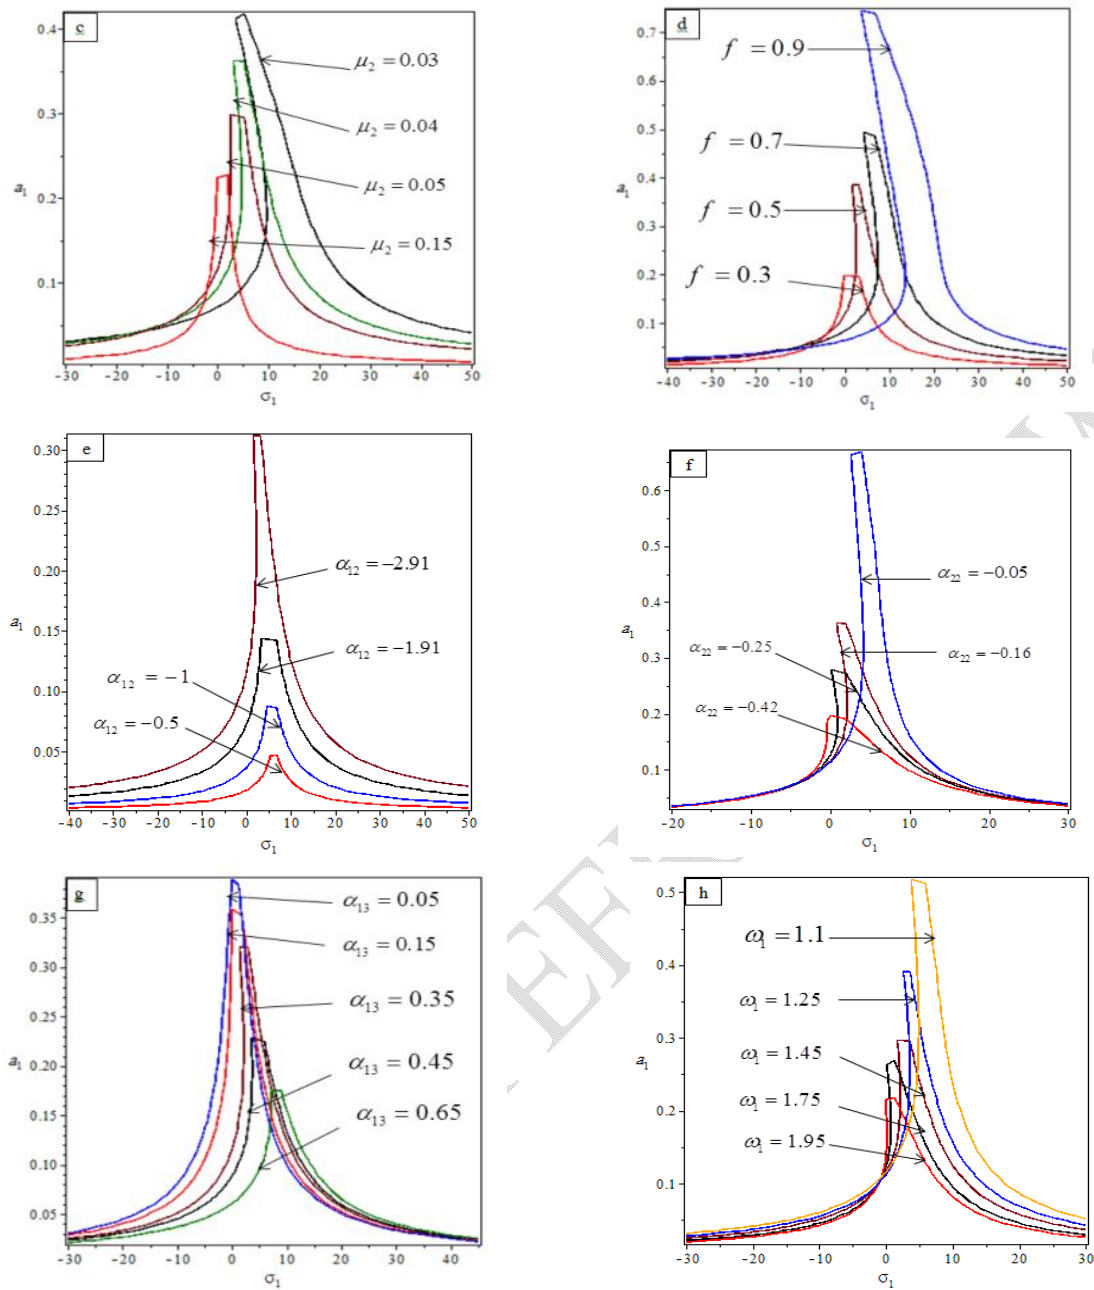 c
0.4
μ₂ = 0.03
0.3
μ₂ = 0.04
a₁
0.2
μ₂ = 0.05
μ₂ = 0.15
0.1
-30 -20 -10 0 10 20 30 40 50
σ₁
d
0.7
f = 0.9
0.6
0.5
f = 0.7
0.4
a₁
f = 0.5
0.3
0.2
f = 0.3
0.1
-40 -30 -20 -10 0 10 20 30 40 50
σ₁
e
0.30
0.25
0.20
α₁₂ = −2.91
a₁
0.15
α₁₂ = −1.91
α₁₂ = −1
0.10
α₁₂ = −0.5
0.05
-40 -30 -20 -10 0 10 20 30 40 50
σ₁
f
0.6
0.5
α₂₂ = −0.05
0.4
a₁
α₂₂ = −0.25
α₂₂ = −0.16
0.3
α₂₂ = −0.42
0.2
0.1
-20 -10 0 10 20 30
σ₁
g
0.35
α₁₃ = 0.05
α₁₃ = 0.15
0.30
α₁₃ = 0.35
0.25
a₁
0.20
α₁₃ = 0.45
0.15
α₁₃ = 0.65
0.10
0.05
-30 -20 -10 0 10 20 30 40
σ₁
h
0.5
ω₁ = 1.1
0.4
ω₁ = 1.25
0.3
ω₁ = 1.45
a₁
ω₁ = 1.75
0.2
ω₁ = 1.95
0.1
-30 -20 -10 0 10 20 30
σ₁